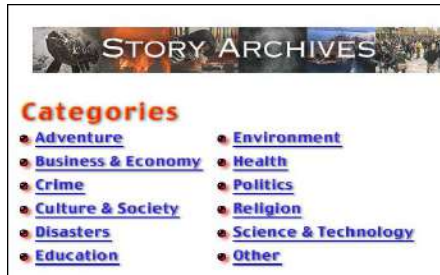 STORY ARCHIVES
Categories
Adventure
Business & Economy
Crime
Culture & Society
Disasters
Education
Environment
Health
Politics
Religion
Science & Technology
Other